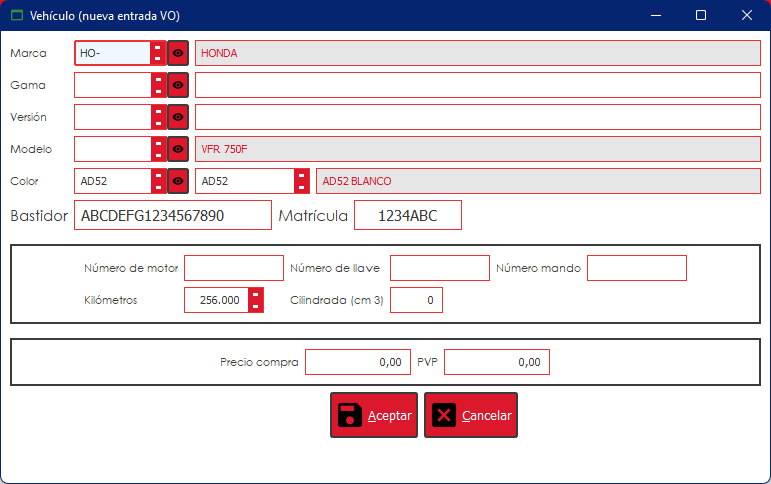 Vehículo (nueva entrada VO)
Marca HO- HONDA
Gama
Versión
Modelo VFR 750F
Color AD52 AD52 AD52 BLANCO
Bastidor ABCDEFG1234567890 Matrícula 1234ABC
Número de motor Número de llave Número mando
Kilómetros 256.000 Cilindrada (cm 3) 0
Precio compra 0,00 PVP 0,00
Aceptar Cancelar